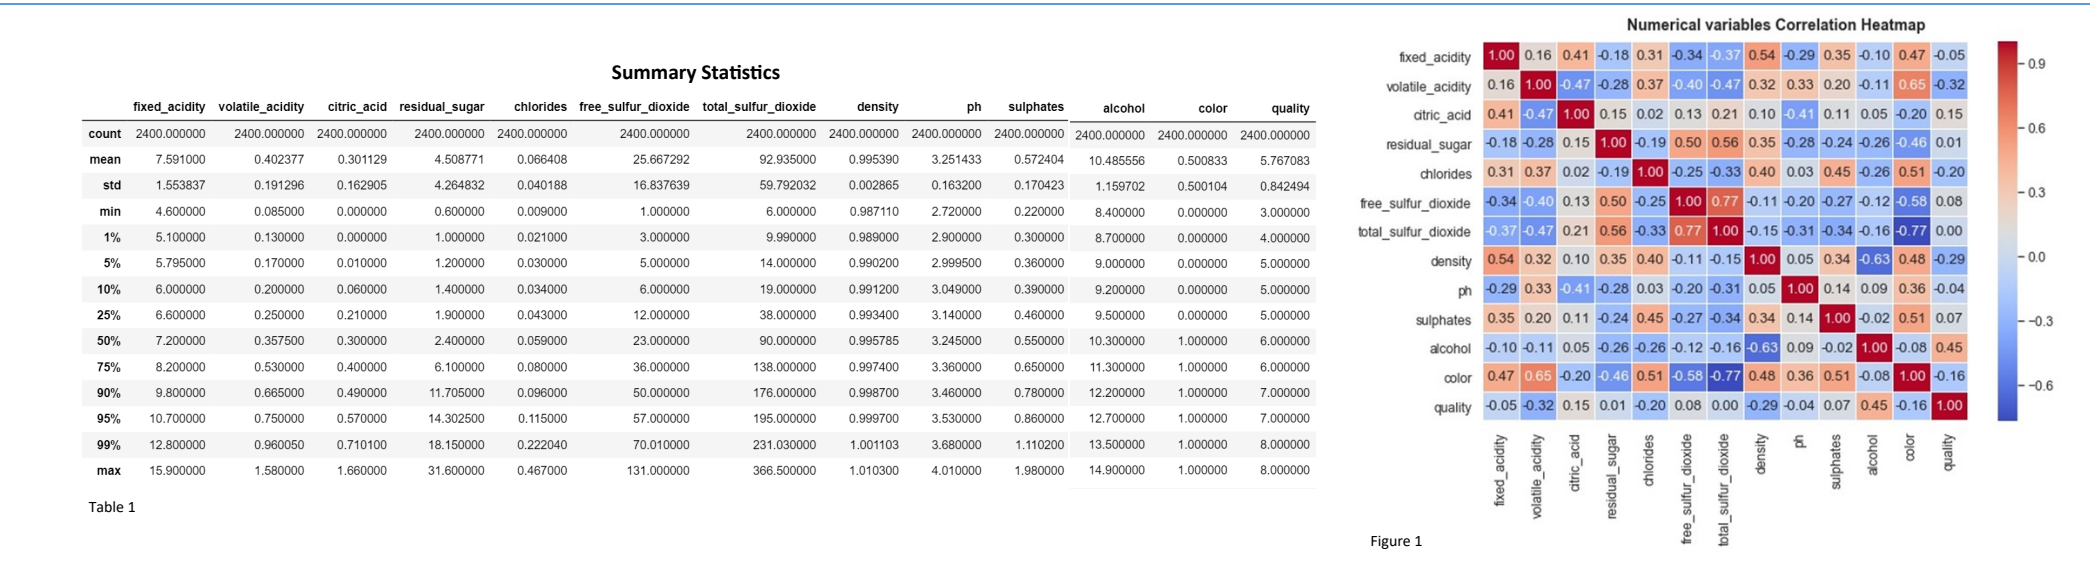 Summary Statistics
fixed_acidity volatile_acidity citric_acid residual_sugar chlorides free_sulfur_dioxide total_sulfur_dioxide density ph sulphates alcohol color quality
count 2400.000000 2400.000000 2400.000000 2400.000000 2400.000000 2400.000000 2400.000000 2400.000000 2400.000000 2400.000000 2400.000000 2400.000000 2400.000000
mean 7.591000 0.402377 0.301129 4.508771 0.066408 25.667292 92.935000 0.995390 3.251433 0.572404 10.485556 0.500833 5.767083
std 1.553837 0.191296 0.162905 4.264832 0.040188 16.837639 59.792032 0.002865 0.163200 0.170423 1.159702 0.500104 0.842494
min 4.600000 0.085000 0.000000 0.600000 0.009000 1.000000 6.000000 0.987110 2.720000 0.220000 8.400000 0.000000 3.000000
1% 5.100000 0.130000 0.000000 1.000000 0.021000 3.000000 9.990000 0.989000 2.900000 0.300000 8.700000 0.000000 4.000000
5% 5.795000 0.170000 0.010000 1.200000 0.030000 5.000000 14.000000 0.990200 2.999500 0.360000 9.000000 0.000000 5.000000
10% 6.000000 0.200000 0.060000 1.400000 0.034000 6.000000 19.000000 0.991200 3.049000 0.390000 9.200000 0.000000 5.000000
25% 6.600000 0.250000 0.210000 1.900000 0.043000 12.000000 38.000000 0.993400 3.140000 0.460000 9.500000 0.000000 5.000000
50% 7.200000 0.357500 0.300000 2.400000 0.059000 23.000000 90.000000 0.995785 3.245000 0.550000 10.300000 1.000000 6.000000
75% 8.200000 0.530000 0.400000 6.100000 0.080000 36.000000 138.000000 0.997400 3.360000 0.650000 11.300000 1.000000 6.000000
90% 9.800000 0.665000 0.490000 11.705000 0.096000 50.000000 176.000000 0.998700 3.460000 0.780000 12.200000 1.000000 7.000000
95% 10.700000 0.750000 0.570000 14.302500 0.115000 57.000000 195.000000 0.999700 3.530000 0.860000 12.700000 1.000000 7.000000
99% 12.800000 0.960050 0.710100 18.150000 0.222040 70.010000 231.030000 1.001103 3.680000 1.110200 13.500000 1.000000 8.000000
max 15.900000 1.580000 1.660000 31.600000 0.467000 131.000000 366.500000 1.010300 4.010000 1.980000 14.900000 1.000000 8.000000
Table 1
Numerical variables Correlation Heatmap
fixed_acidity 1.00 0.16 0.41 -0.18 0.31 -0.34 -0.37 0.54 -0.29 0.35 -0.10 0.47 -0.05
volatile_acidity 0.16 1.00 -0.47 -0.28 0.37 -0.40 -0.47 0.32 0.33 0.20 -0.11 0.65 -0.32
citric_acid 0.41 -0.47 1.00 0.15 0.02 0.13 0.21 0.10 -0.41 0.11 0.05 -0.20 0.15
residual_sugar -0.18 -0.28 0.15 1.00 -0.19 0.50 0.56 0.35 -0.28 -0.24 -0.26 -0.46 0.01
chlorides 0.31 0.37 0.02 -0.19 1.00 -0.25 -0.33 0.40 0.03 0.45 -0.26 0.51 -0.20
free_sulfur_dioxide -0.34 -0.40 0.13 0.50 -0.25 1.00 0.77 -0.11 -0.20 -0.27 -0.12 -0.58 0.08
total_sulfur_dioxide -0.37 -0.47 0.21 0.56 -0.33 0.77 1.00 -0.15 -0.31 -0.34 -0.16 -0.77 0.00
density 0.54 0.32 0.10 0.35 0.40 -0.11 -0.15 1.00 0.05 0.34 -0.63 0.48 -0.29
ph -0.29 0.33 -0.41 -0.28 0.03 -0.20 -0.31 0.05 1.00 0.14 0.09 0.36 -0.04
sulphates 0.35 0.20 0.11 -0.24 0.45 -0.27 -0.34 0.34 0.14 1.00 -0.02 0.51 0.07
alcohol -0.10 -0.11 0.05 -0.26 -0.26 -0.12 -0.16 -0.63 0.09 -0.02 1.00 -0.08 0.45
color 0.47 0.65 -0.20 -0.46 0.51 -0.58 -0.77 0.48 0.36 0.51 -0.08 1.00 -0.16
quality -0.05 -0.32 0.15 0.01 -0.20 0.08 0.00 -0.29 -0.04 0.07 0.45 -0.16 1.00
fixed_acidity volatile_acidity citric_acid residual_sugar chlorides free_sulfur_dioxide total_sulfur_dioxide density ph sulphates alcohol color quality
0.9
0.6
0.3
0.0
-0.3
-0.6
Figure 1